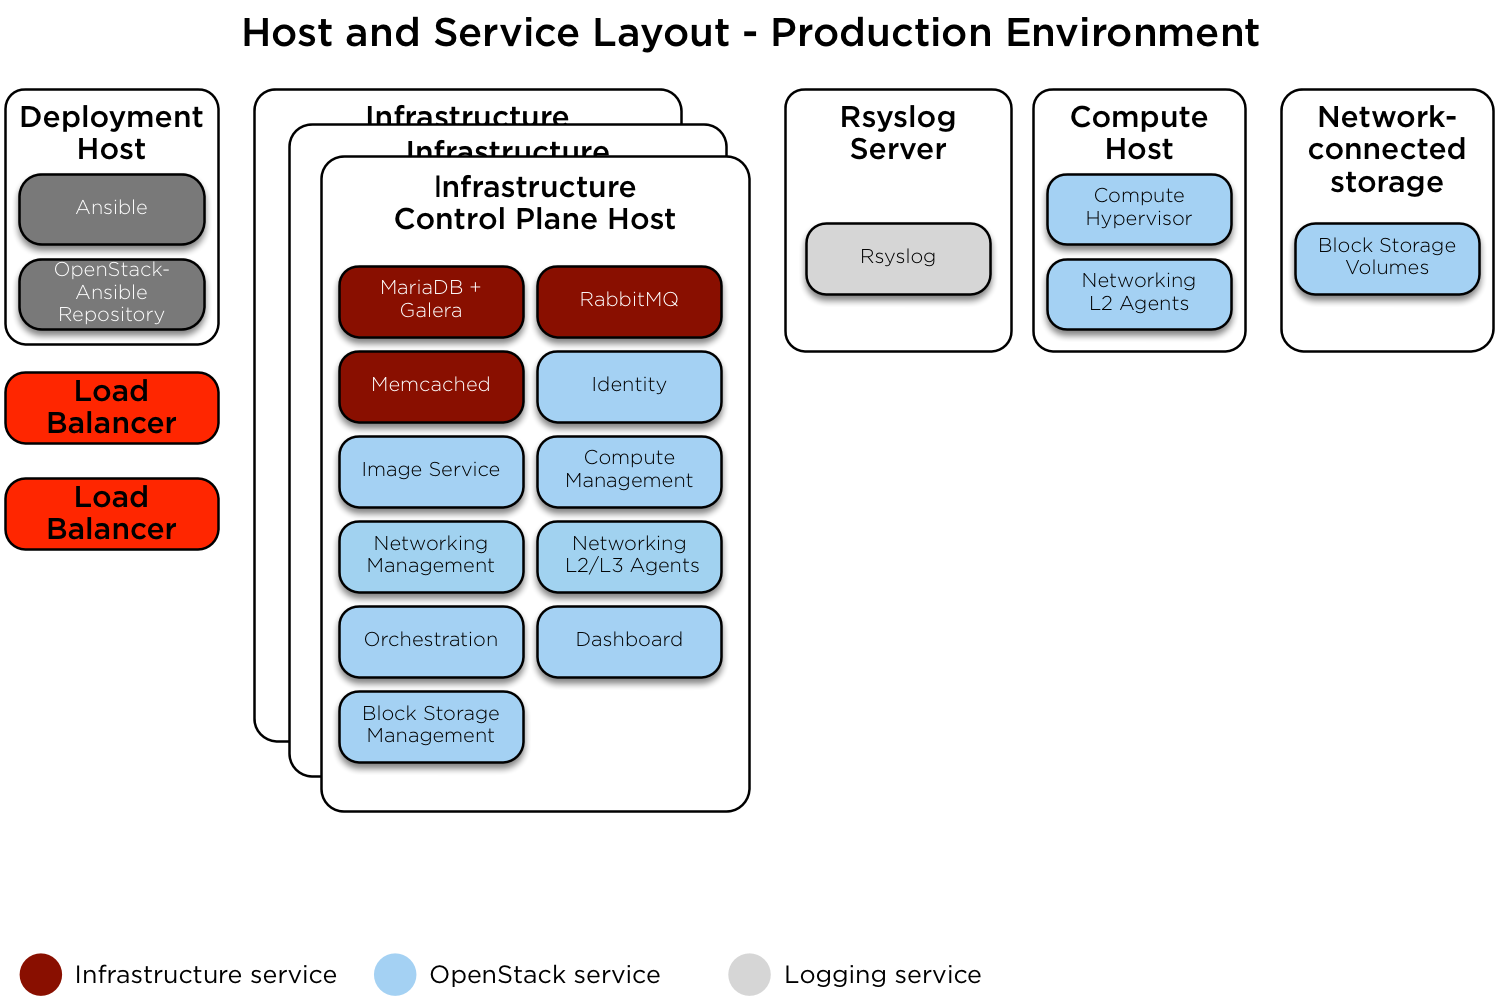 Host and Service Layout - Production Environment
Deployment
Host
Ansible
OpenStack-
Ansible
Repository
Load
Balancer
Load
Balancer
Infrastructure
Infrastructure
Infrastructure
Control Plane Host
MariaDB +
Galera
RabbitMQ
Memcached
Identity
Image Service
Compute
Management
Networking
Management
Networking
L2/L3 Agents
Orchestration
Dashboard
Block Storage
Management
Rsyslog
Server
Rsyslog
Compute
Host
Compute
Hypervisor
Networking
L2 Agents
Network-
connected
storage
Block Storage
Volumes
Infrastructure service
OpenStack service
Logging service